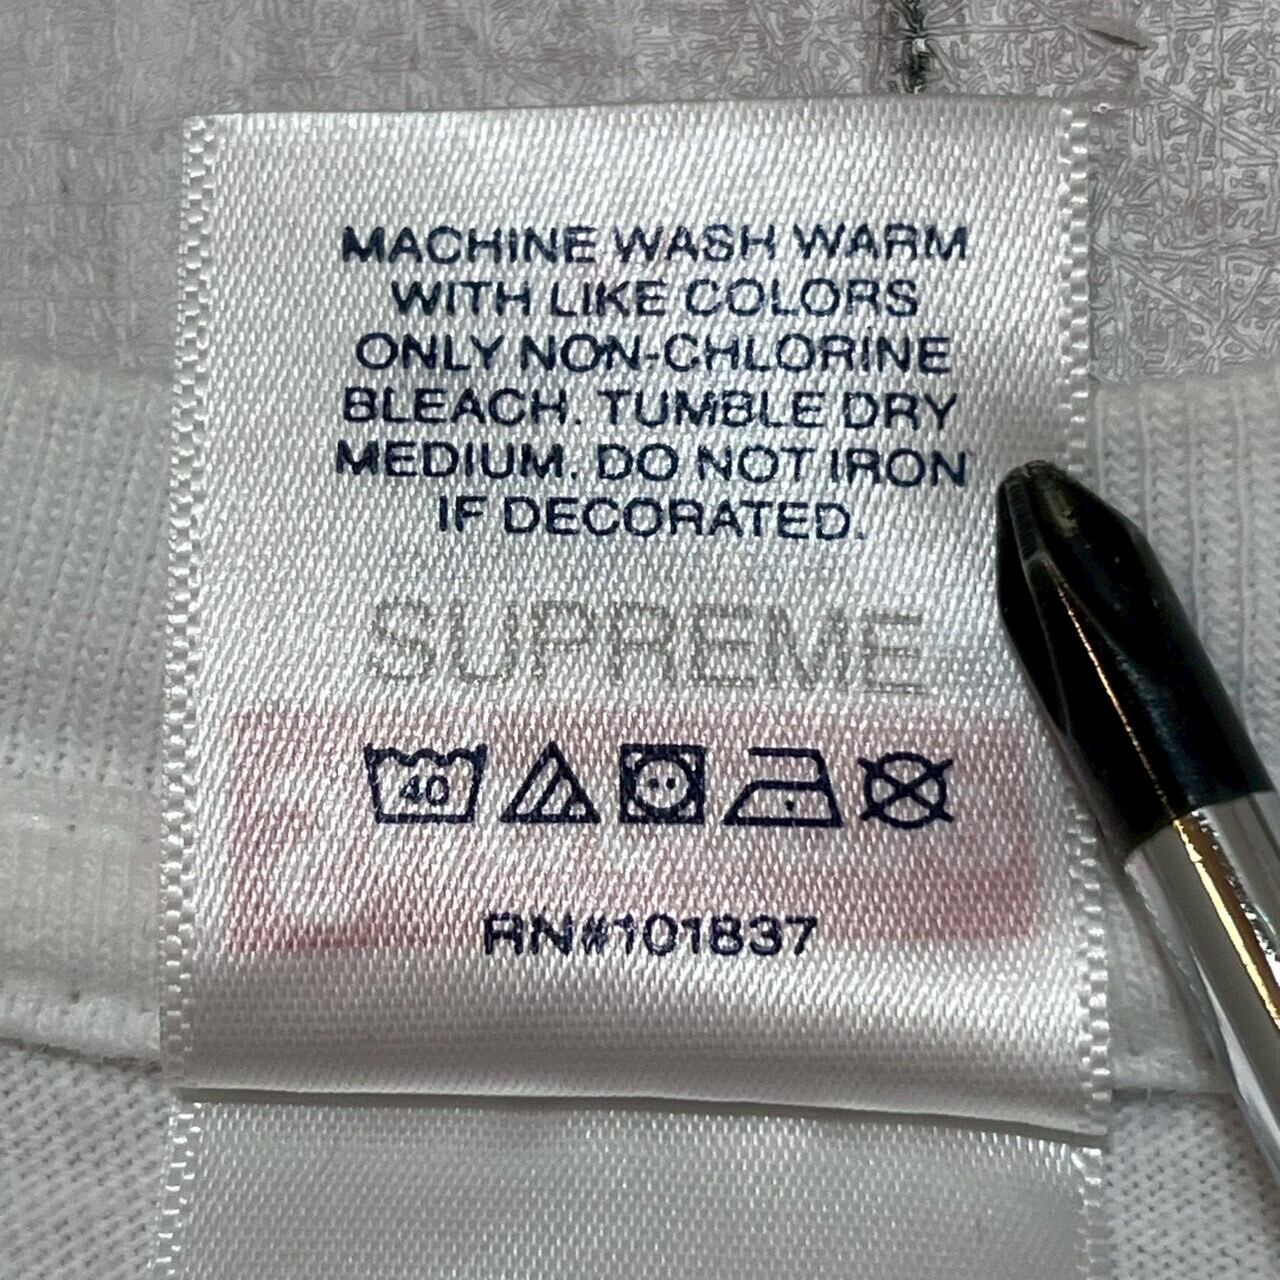 MACHINE WASH WARM
WITH LIKE COLORS
ONLY NON-CHLORINE
BLEACH. TUMBLE DRY
MEDIUM. DO NOT IRON
IF DECORATED.
SUPREME
40
RN#101837